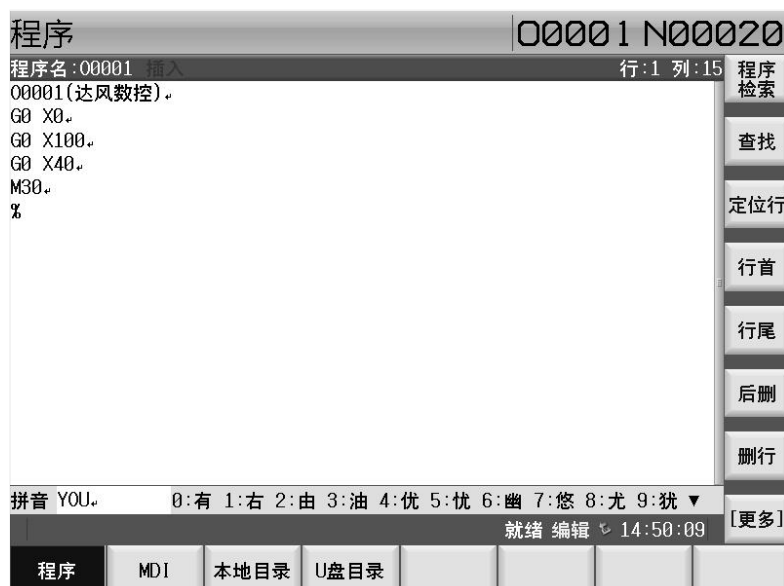 程序 O0001 N00020
程序名:O0001 插入 行:1 列:15
O0001(达风数控)↵
G0 X0↵
G0 X100↵
G0 X40↵
M30↵
%
程序
检索
查找
定位行
行首
行尾
后删
删行
[更多]
拼音 YOU↵ 0:有 1:右 2:由 3:油 4:优 5:忧 6:幽 7:悠 8:尤 9:犹 ▼
就绪 编辑 14:50:09
程序 MDI 本地目录 U盘目录